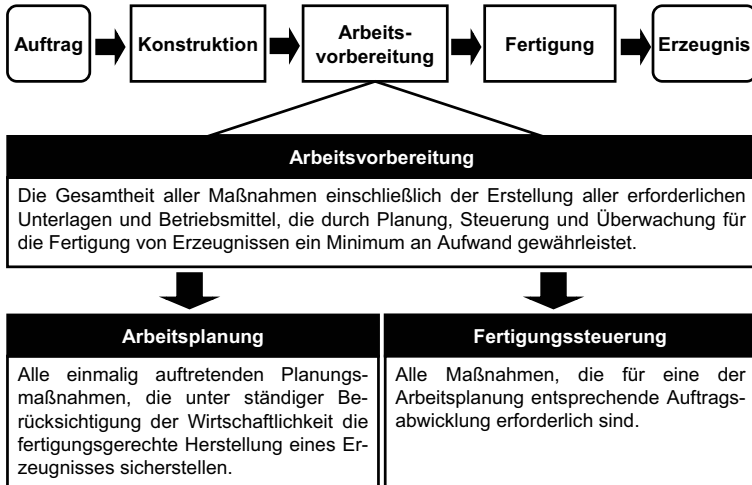 Auftrag
Konstruktion
Arbeits-
vorbereitung
Fertigung
Erzeugnis
Arbeitsvorbereitung
Die Gesamtheit aller Maßnahmen einschließlich der Erstellung aller erforderlichen
Unterlagen und Betriebsmittel, die durch Planung, Steuerung und Überwachung für
die Fertigung von Erzeugnissen ein Minimum an Aufwand gewährleistet.
Arbeitsplanung
Alle einmalig auftretenden Planungs-
maßnahmen, die unter ständiger Be-
rücksichtigung der Wirtschaftlichkeit die
fertigungsgerechte Herstellung eines Er-
zeugnisses sicherstellen.
Fertigungssteuerung
Alle Maßnahmen, die für eine der
Arbeitsplanung entsprechende Auftrags-
abwicklung erforderlich sind.